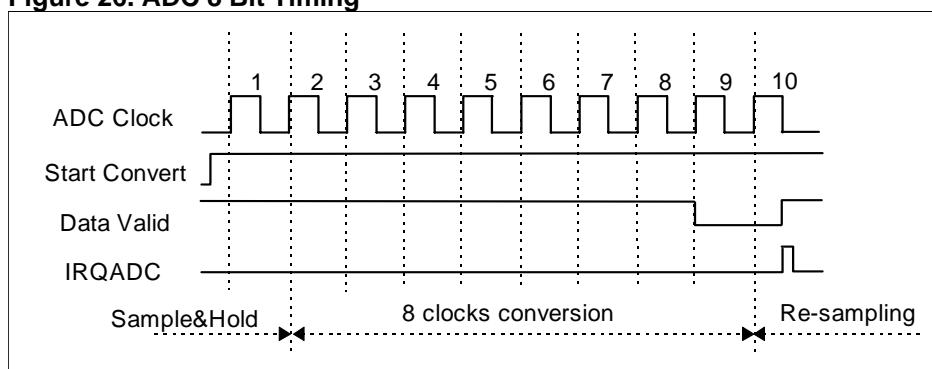 Figure 26. ADC 8 Bit Timing
1 2 3 4 5 6 7 8 9 10
ADC Clock
Start Convert
Data Valid
IRQADC
Sample&Hold 8 clocks conversion Re-sampling